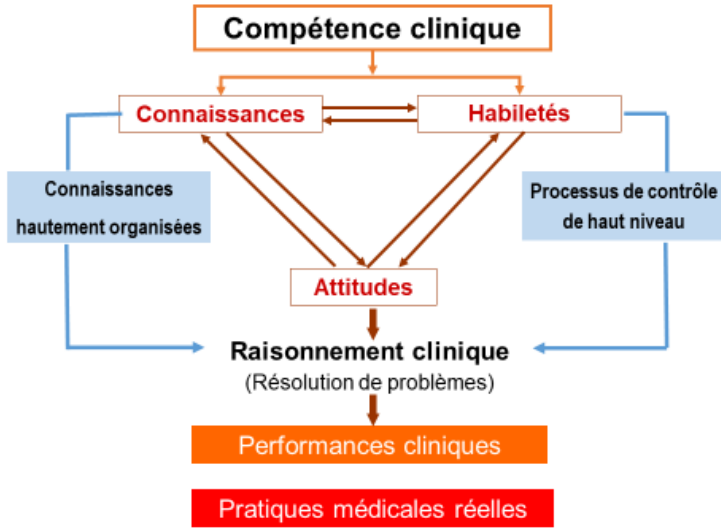 Compétence clinique
Connaissances
Habiletés
Connaissances
hautement organisées
Processus de contrôle
de haut niveau
Attitudes
Raisonnement clinique
(Résolution de problèmes)
Performances cliniques
Pratiques médicales réelles